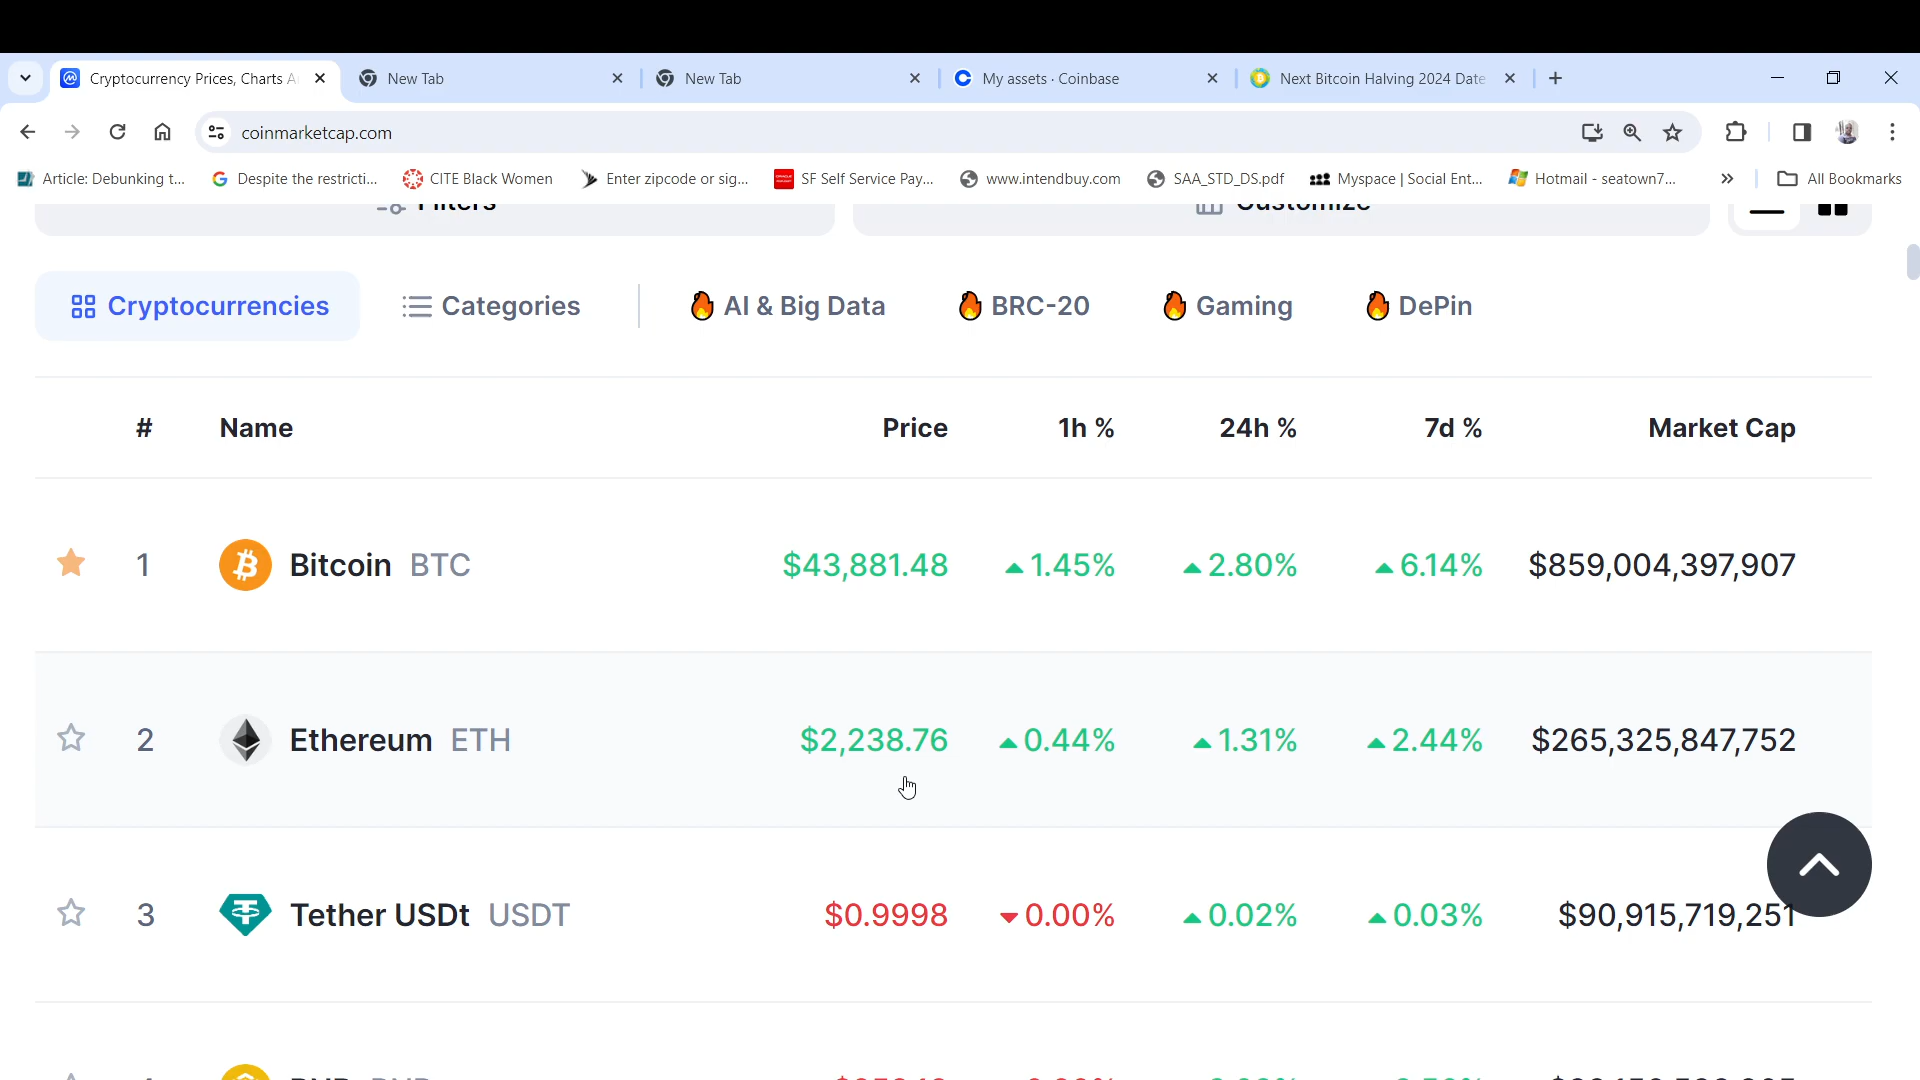 Cryptocurrency Prices, Charts A
New Tab
New Tab
My assets · Coinbase
Next Bitcoin Halving 2024 Date
coinmarketcap.com
Article: Debunking t...
Despite the restricti...
CITE Black Women
Enter zipcode or sig...
SF Self Service Pay...
www.intendbuy.com
SAA_STD_DS.pdf
Myspace | Social Ent...
Hotmail - seatown7...
All Bookmarks
Filters
Customize
Cryptocurrencies
Categories
AI & Big Data
BRC-20
Gaming
DePin
# Name Price 1h % 24h % 7d % Market Cap
1 Bitcoin BTC $43,881.48 1.45% 2.80% 6.14% $859,004,397,907
2 Ethereum ETH $2,238.76 0.44% 1.31% 2.44% $265,325,847,752
3 Tether USDt USDT $0.9998 0.00% 0.02% 0.03% $90,915,719,251
BNB BNB